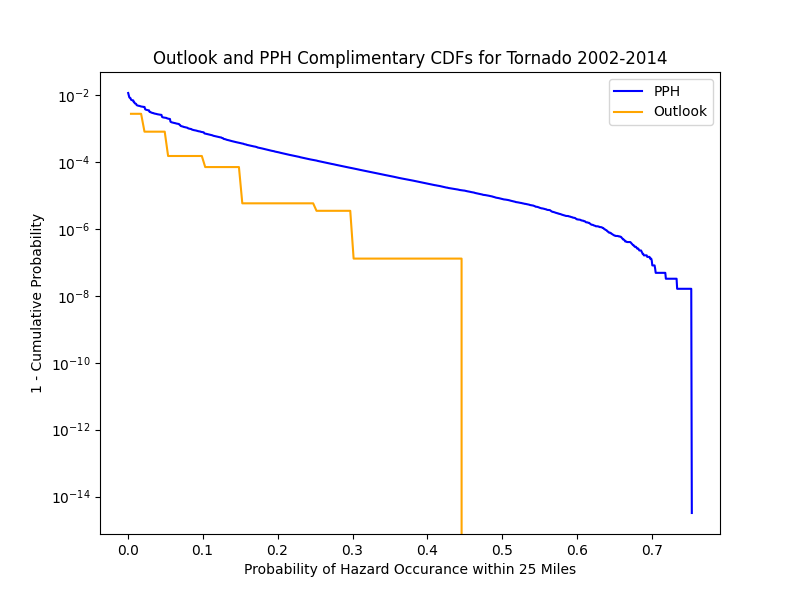 Outlook and PPH Complimentary CDFs for Tornado 2002-2014
PPH
Outlook
10⁻²
10⁻⁴
10⁻⁶
10⁻⁸
10⁻¹⁰
10⁻¹²
10⁻¹⁴
1 - Cumulative Probability
0.0 0.1 0.2 0.3 0.4 0.5 0.6 0.7
Probability of Hazard Occurance within 25 Miles